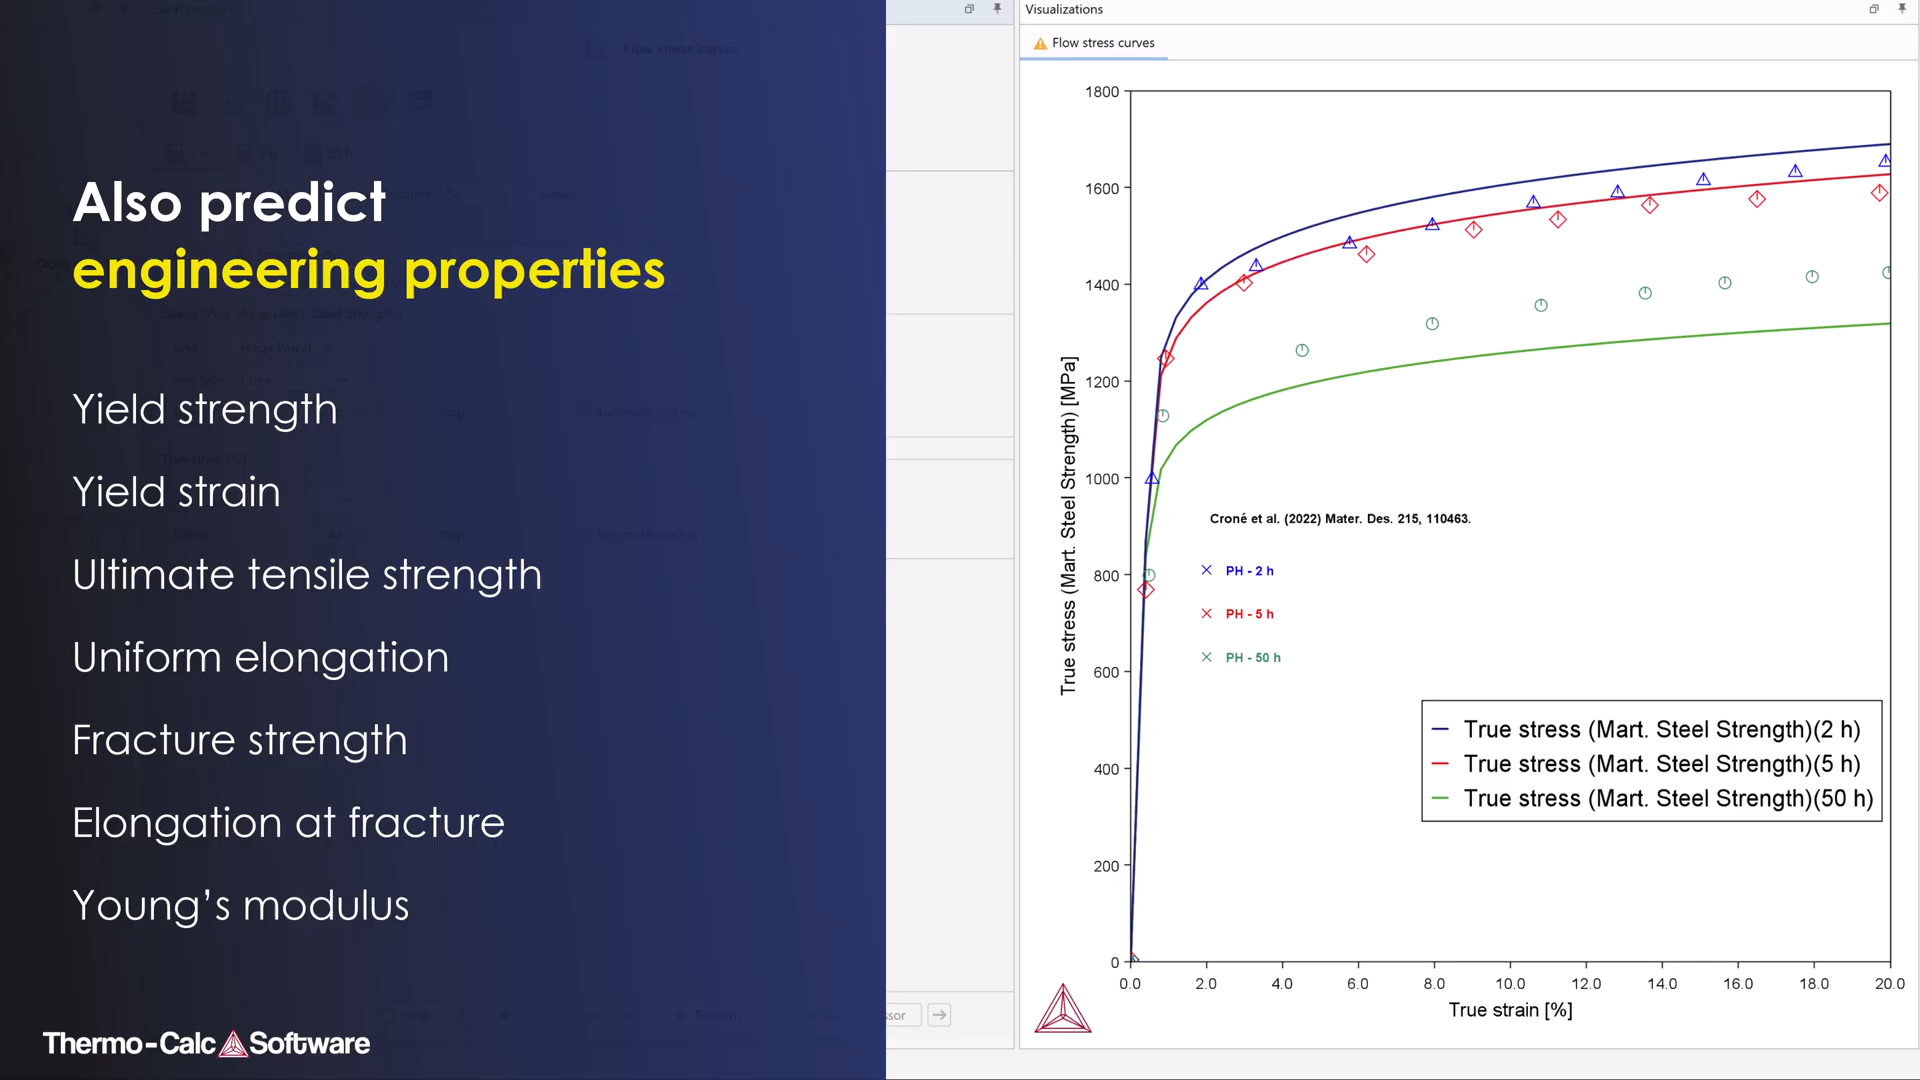 Also predict
engineering properties
Yield strength
Yield strain
Ultimate tensile strength
Uniform elongation
Fracture strength
Elongation at fracture
Young’s modulus
Thermo-Calc Software
Flow stress curves
Visualizations
Flow stress curves
1800
1600
1400
1200
1000
800
600
400
200
0
True stress (Mart. Steel Strength) [MPa]
Croné et al. (2022) Mater. Des. 215, 110463.
PH - 2 h
PH - 5 h
PH - 50 h
True stress (Mart. Steel Strength)(2 h)
True stress (Mart. Steel Strength)(5 h)
True stress (Mart. Steel Strength)(50 h)
0.0 2.0 4.0 6.0 8.0 10.0 12.0 14.0 16.0 18.0 20.0
True strain [%]